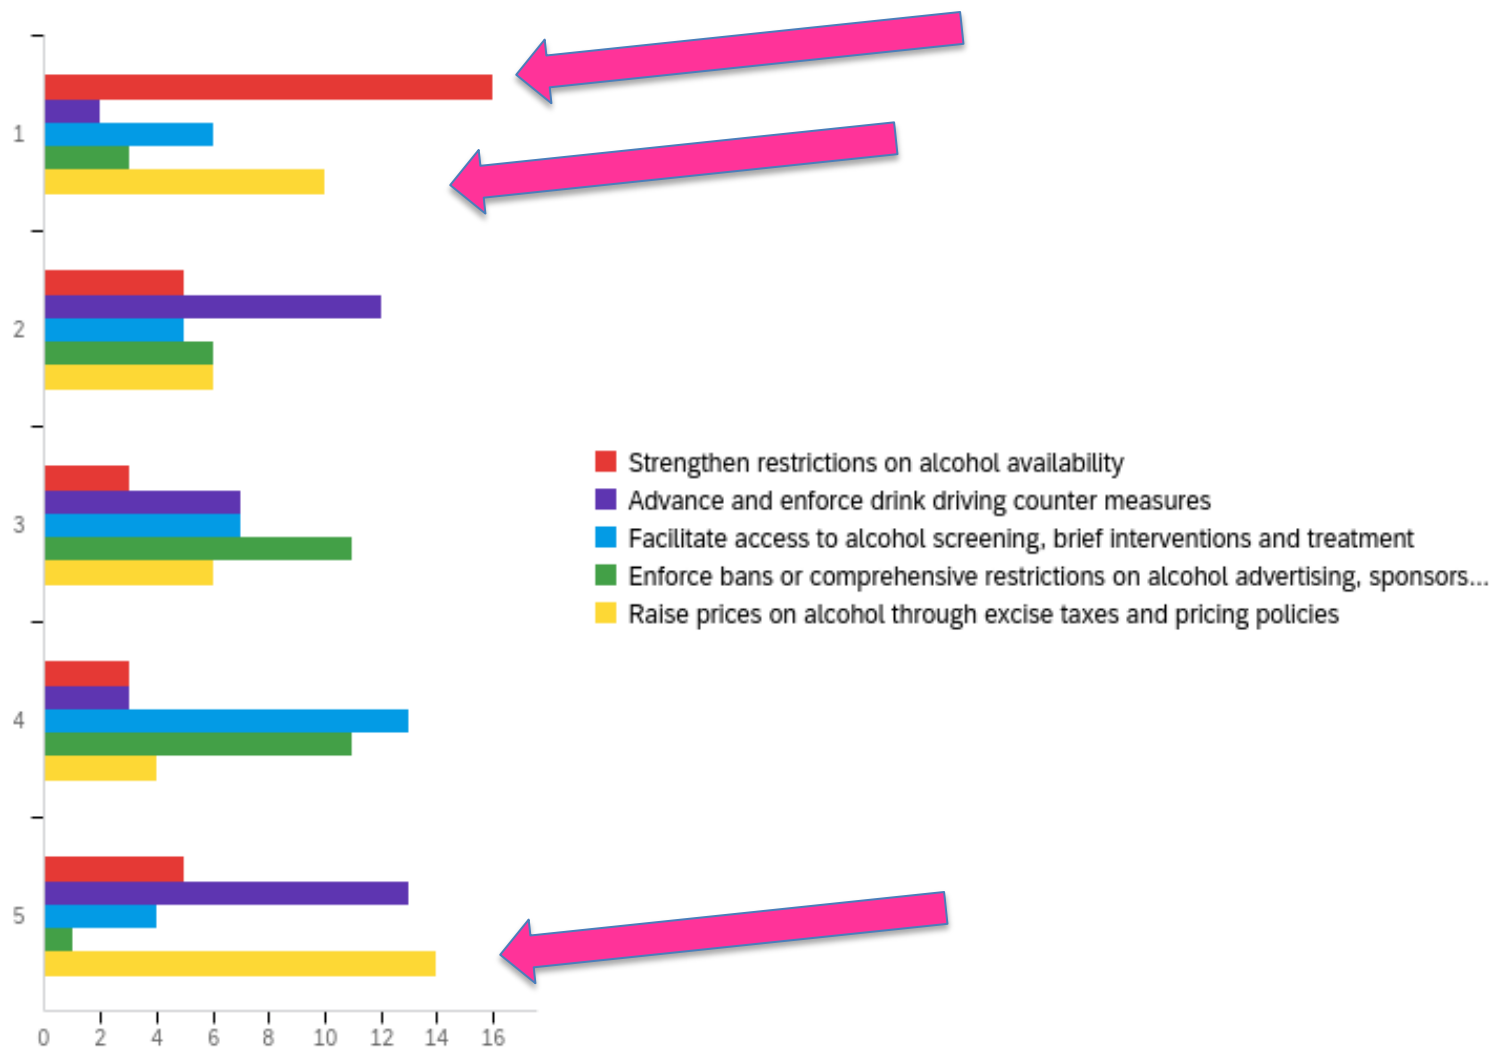 1
2
3
4
5
0 2 4 6 8 10 12 14 16
Strengthen restrictions on alcohol availability
Advance and enforce drink driving counter measures
Facilitate access to alcohol screening, brief interventions and treatment
Enforce bans or comprehensive restrictions on alcohol advertising, sponsors...
Raise prices on alcohol through excise taxes and pricing policies